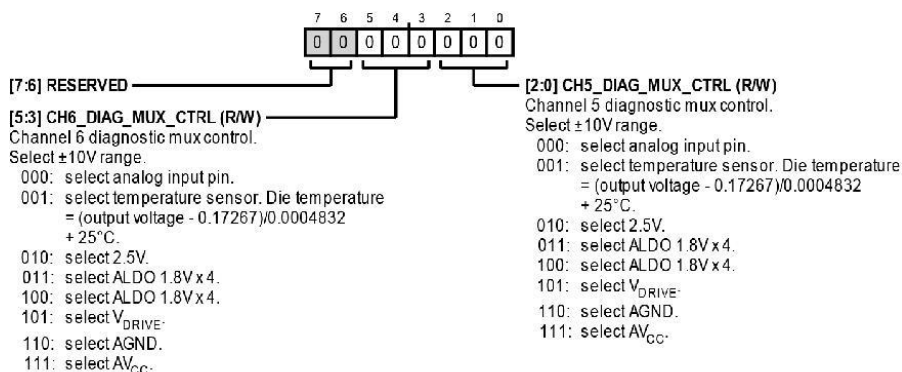 7 6 5 4 3 2 1 0
0 0 0 0 0 0 0 0
[7:6] RESERVED
[5:3] CH6_DIAG_MUX_CTRL (R/W)
Channel 6 diagnostic mux control.
Select ±10V range.
000: select analog input pin.
001: select temperature sensor. Die temperature
= (output voltage - 0.17267)/0.0004832
+ 25°C.
010: select 2.5V.
011: select ALDO 1.8V x 4.
100: select ALDO 1.8V x 4.
101: select VDRIVE.
110: select AGND.
111: select AVCC.
[2:0] CH5_DIAG_MUX_CTRL (R/W)
Channel 5 diagnostic mux control.
Select ±10V range.
000: select analog input pin.
001: select temperature sensor. Die temperature
= (output voltage - 0.17267)/0.0004832
+ 25°C.
010: select 2.5V.
011: select ALDO 1.8V x 4.
100: select ALDO 1.8V x 4.
101: select VDRIVE.
110: select AGND.
111: select AVCC.